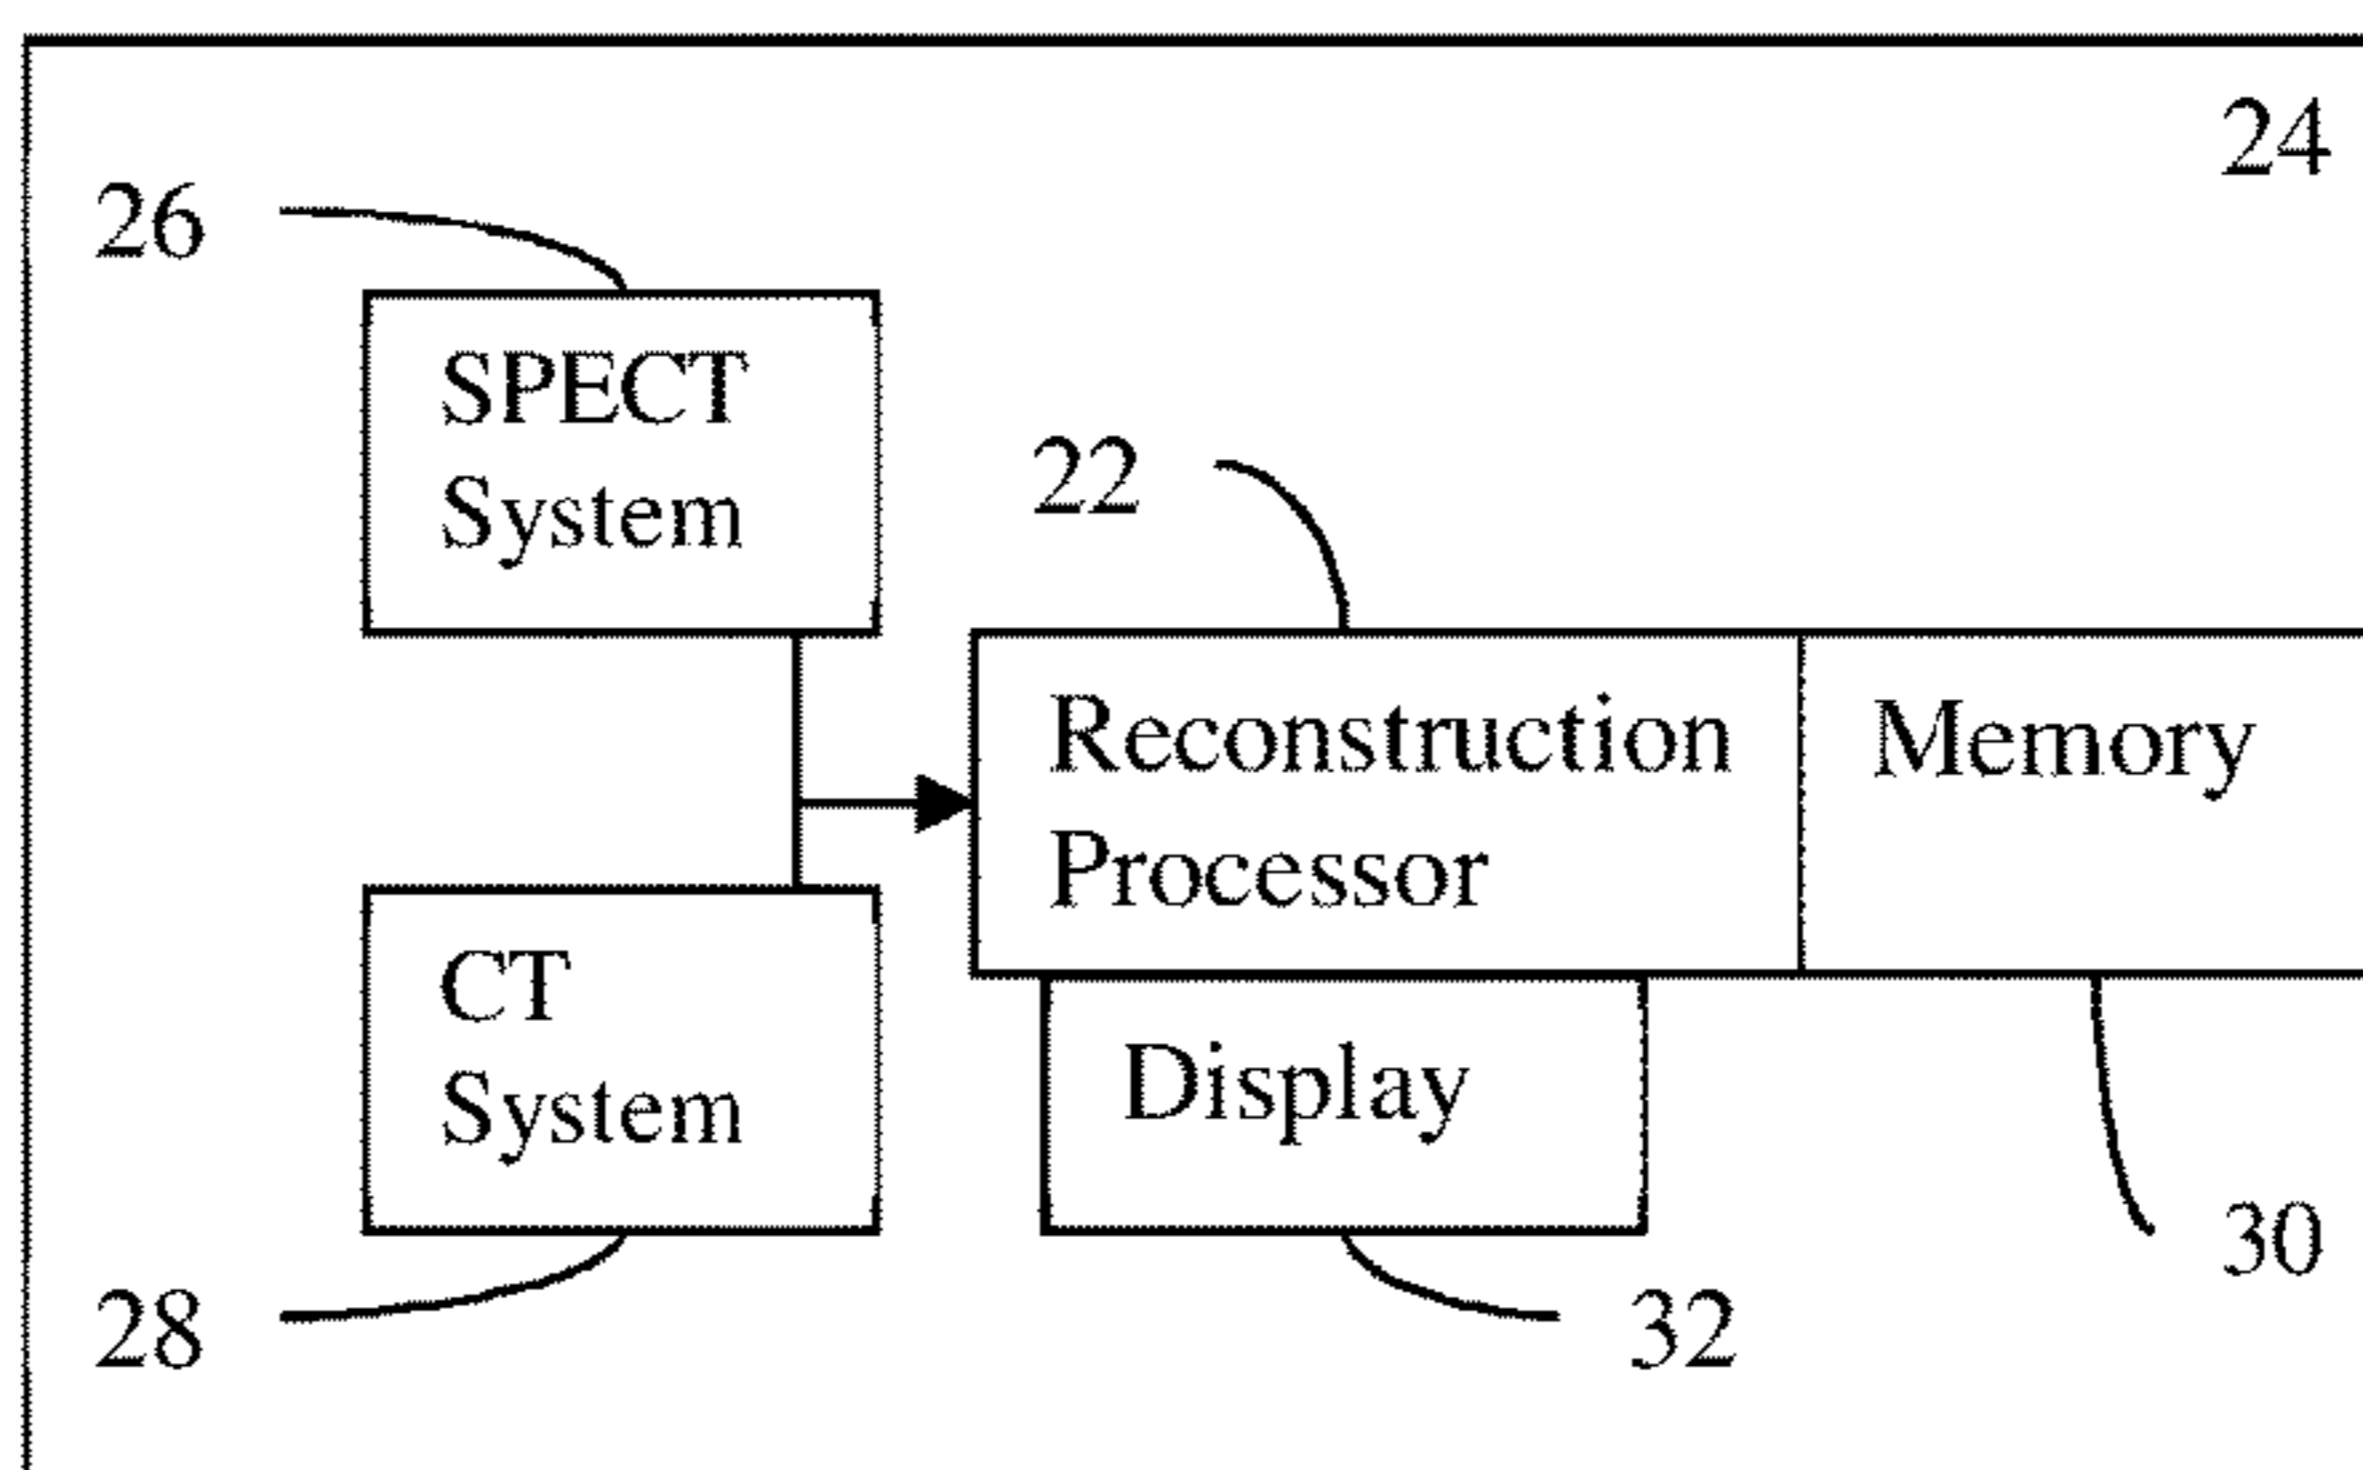 24
26
SPECT
System
22
Reconstruction
Processor
Memory
CT
System
Display
30
28
32